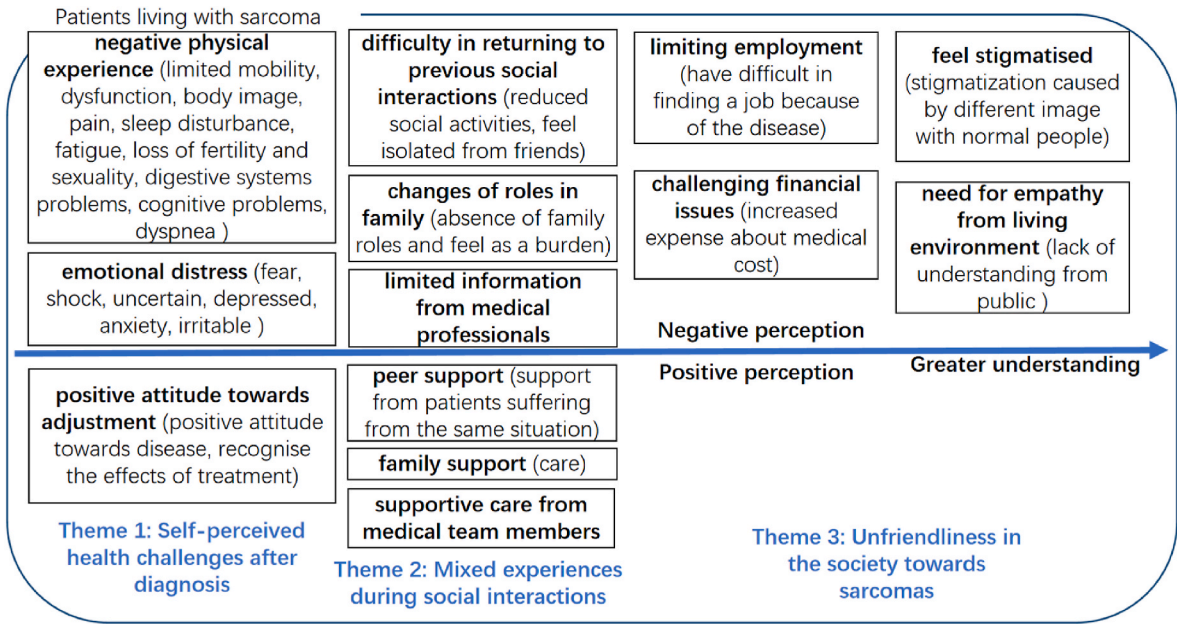 Patients living with sarcoma
negative physical
experience (limited mobility,
dysfunction, body image,
pain, sleep disturbance,
fatigue, loss of fertility and
sexuality, digestive systems
problems, cognitive problems,
dyspnea )
emotional distress (fear,
shock, uncertain, depressed,
anxiety, irritable )
difficulty in returning to
previous social
interactions (reduced
social activities, feel
isolated from friends)
changes of roles in
family (absence of family
roles and feel as a burden)
limited information
from medical
professionals
limiting employment
(have difficult in
finding a job because
of the disease)
challenging financial
issues (increased
expense about medical
cost)
feel stigmatised
(stigmatization caused
by different image
with normal people)
need for empathy
from living
environment (lack of
understanding from
public )
Negative perception
Positive perception
Greater understanding
positive attitude towards
adjustment (positive attitude
towards disease, recognise
the effects of treatment)
peer support (support
from patients suffering
from the same situation)
family support (care)
supportive care from
medical team members
Theme 1: Self-perceived
health challenges after
diagnosis
Theme 2: Mixed experiences
during social interactions
Theme 3: Unfriendliness in
the society towards
sarcomas